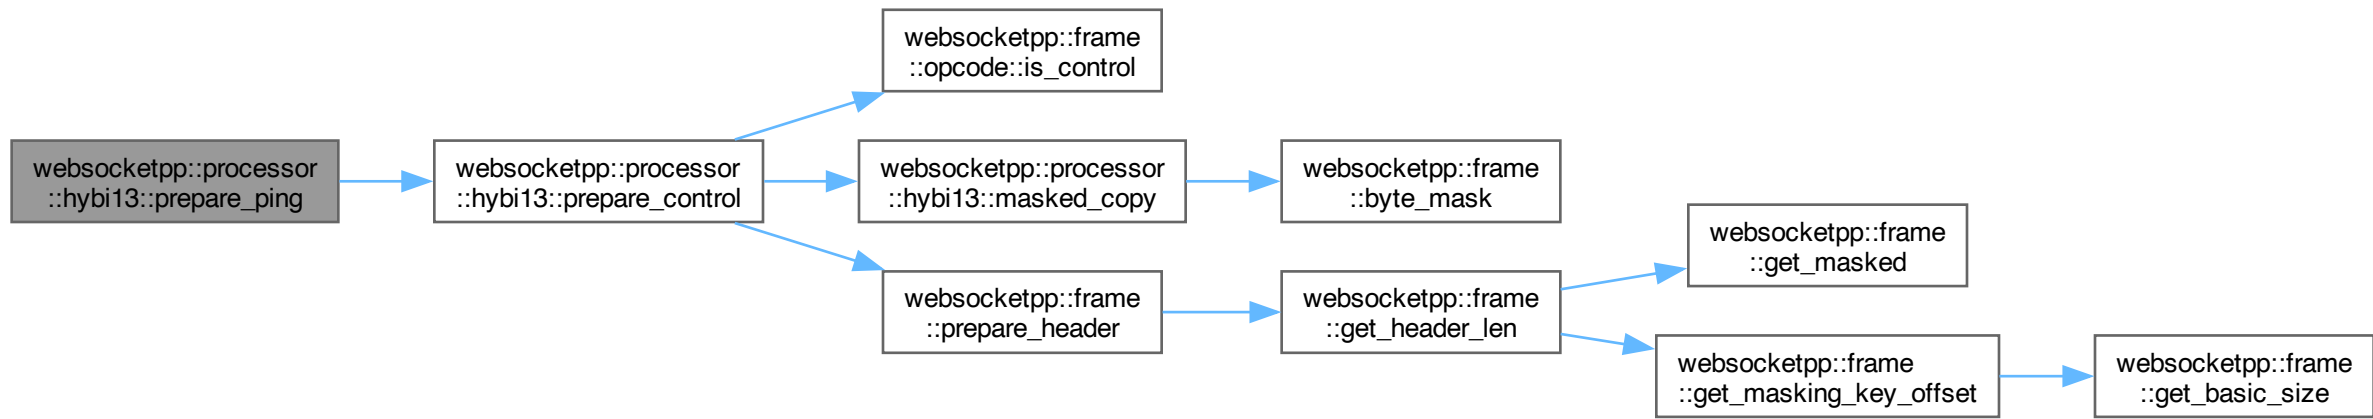 websocketpp::processor
::hybi13::prepare_ping
websocketpp::processor
::hybi13::prepare_control
websocketpp::frame
::opcode::is_control
websocketpp::processor
::hybi13::masked_copy
websocketpp::frame
::byte_mask
websocketpp::frame
::prepare_header
websocketpp::frame
::get_header_len
websocketpp::frame
::get_masked
websocketpp::frame
::get_masking_key_offset
websocketpp::frame
::get_basic_size